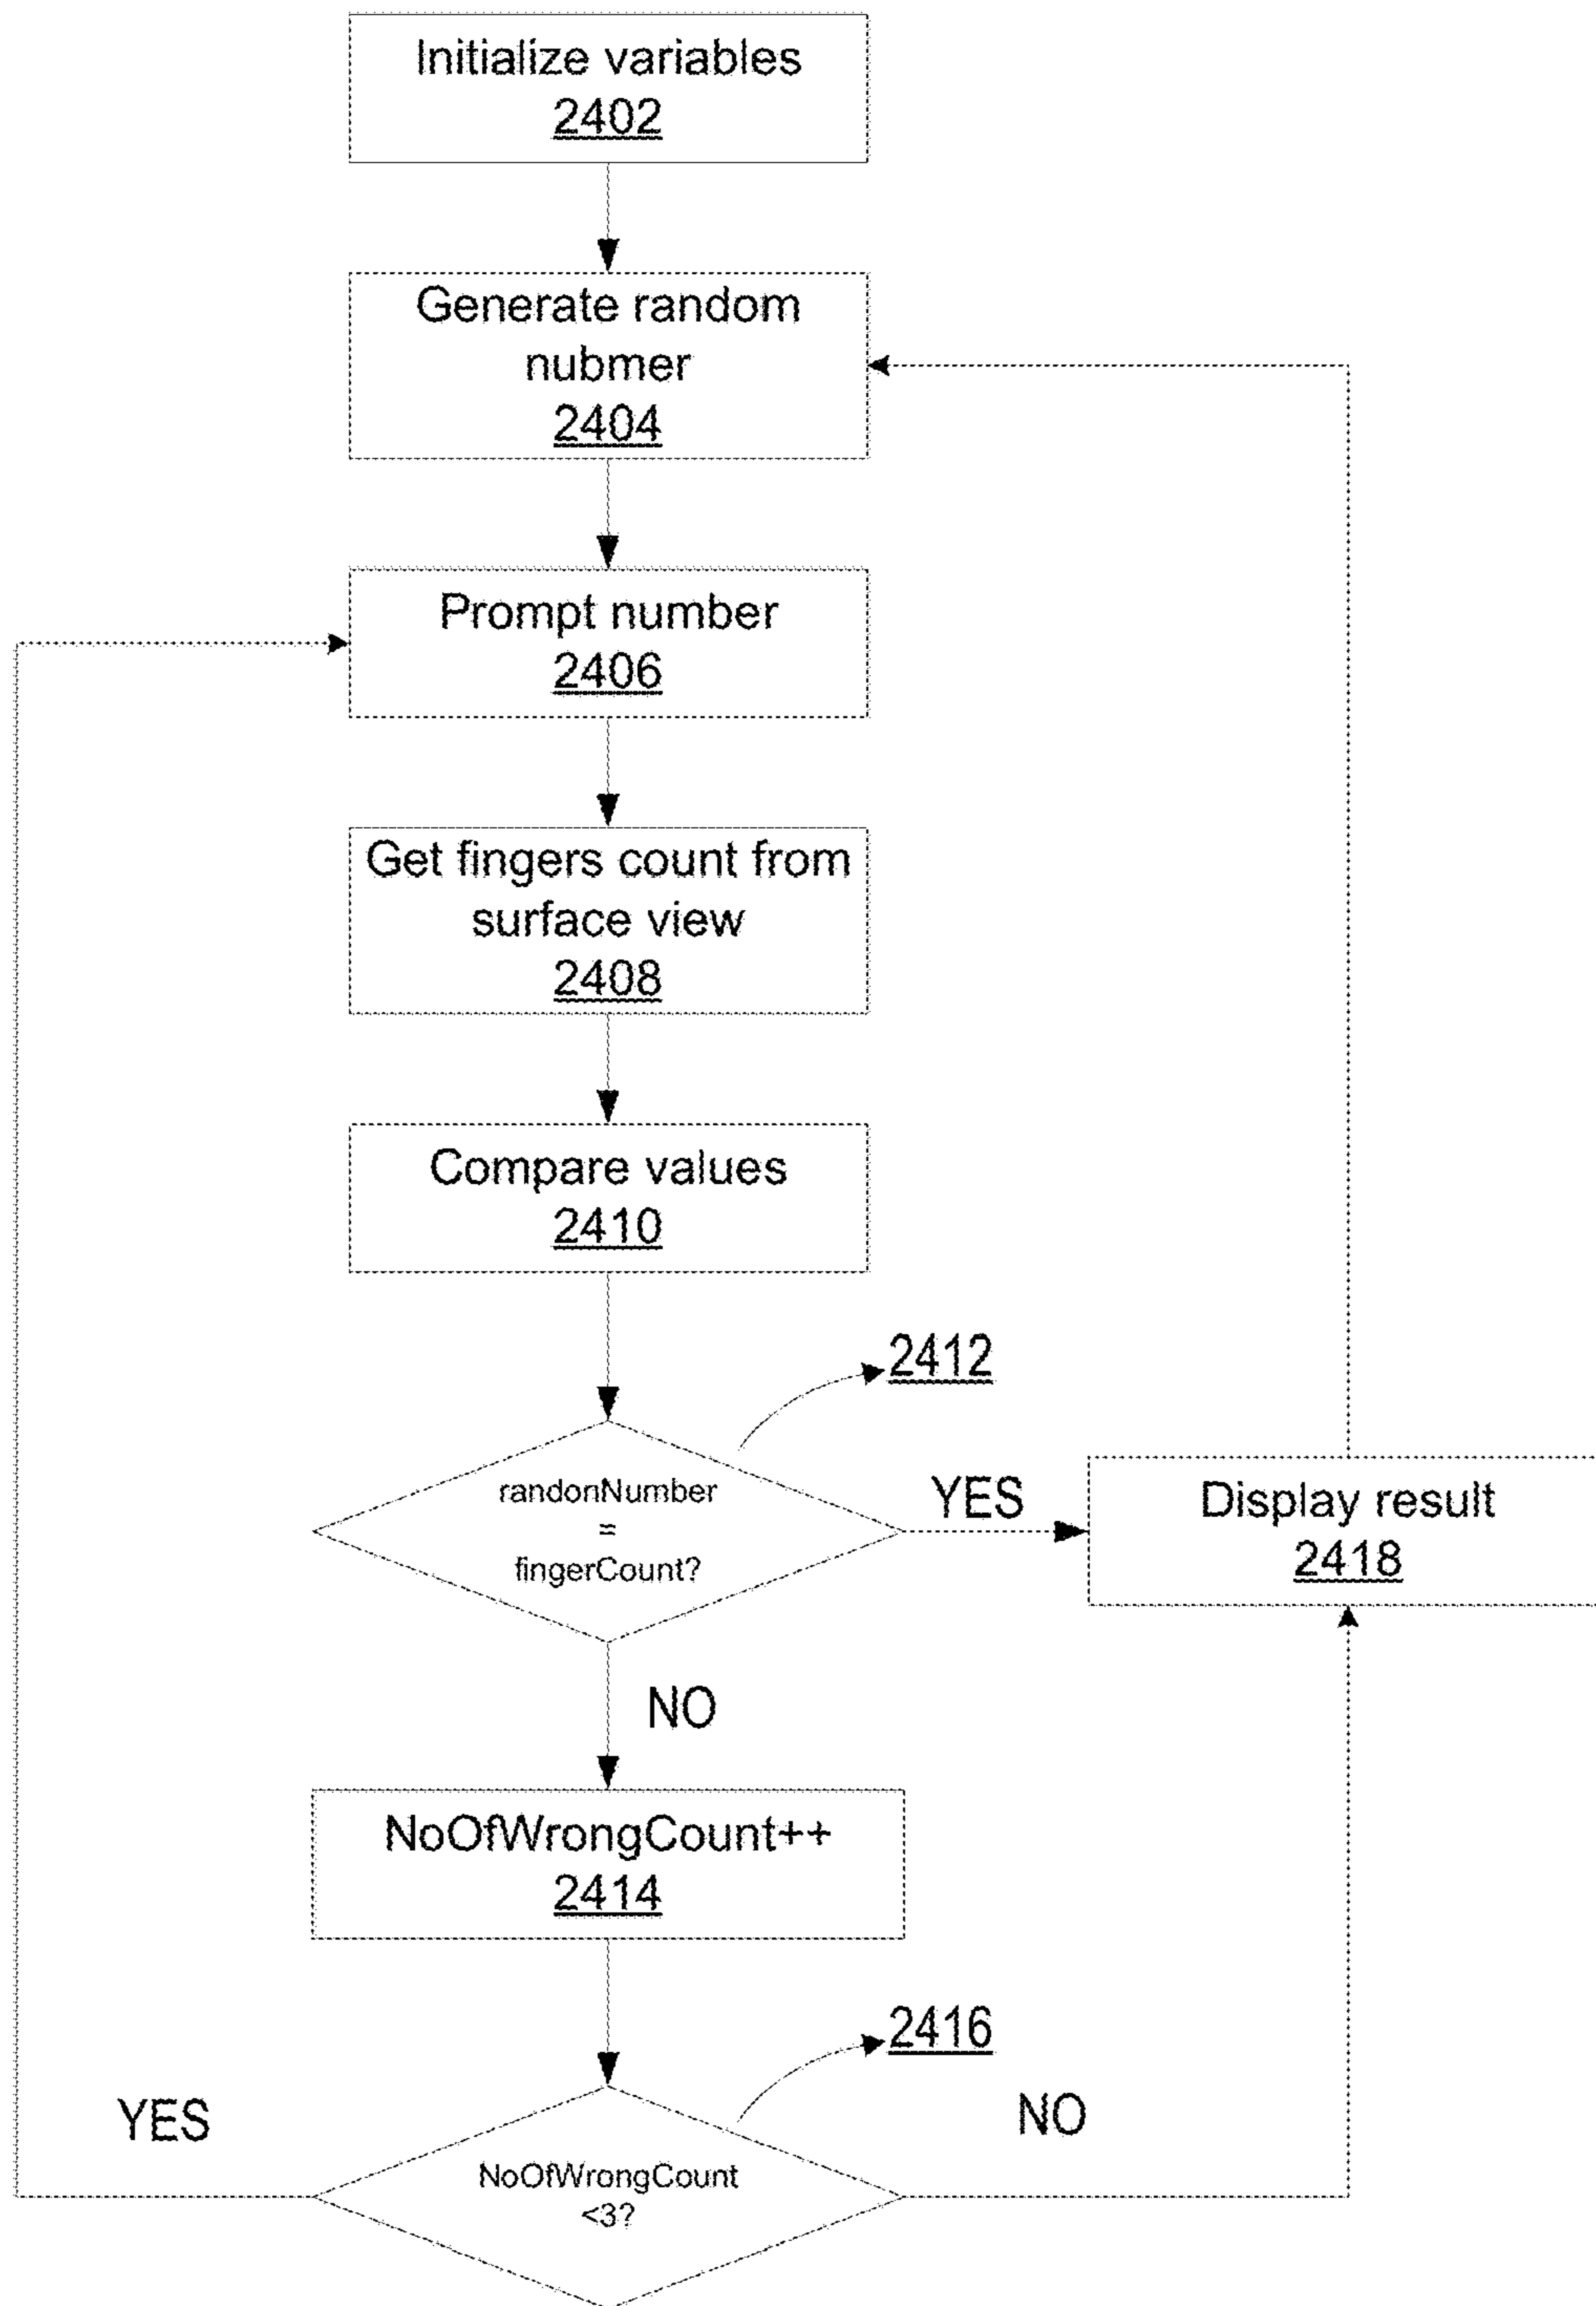 Initialize variables
2402
Generate random
nubmer
2404
Prompt number
2406
Get fingers count from
surface view
2408
Compare values
2410
2412
randonNumber
=
fingerCount?
YES
Display result
2418
NO
NoOfWrongCount++
2414
2416
YES
NO
NoOfWrongCount
<3?